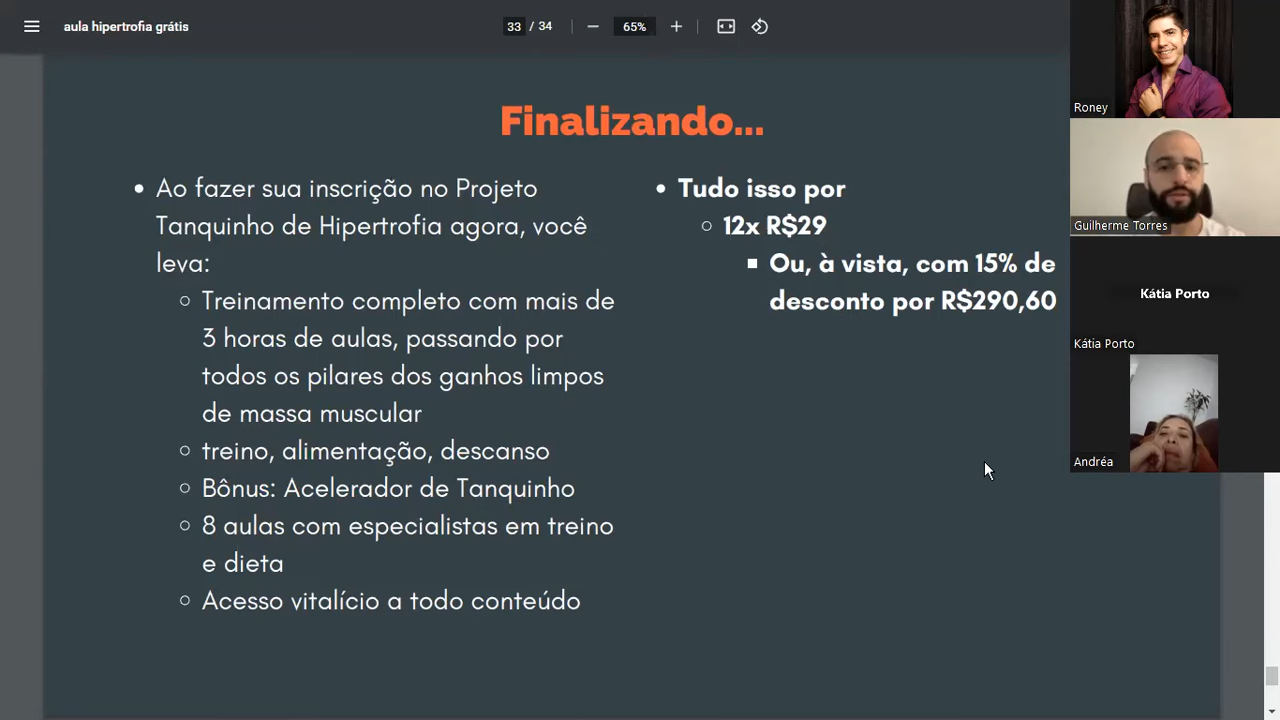 aula hipertrofia grátis
33 / 34
65%
Finalizando...
Ao fazer sua inscrição no Projeto
Tanquinho de Hipertrofia agora, você
leva:
Treinamento completo com mais de
3 horas de aulas, passando por
todos os pilares dos ganhos limpos
de massa muscular
treino, alimentação, descanso
Bônus: Acelerador de Tanquinho
8 aulas com especialistas em treino
e dieta
Acesso vitalício a todo conteúdo
Tudo isso por
12x R$29
Ou, à vista, com 15% de
desconto por R$290,60
Roney
Guilherme Torres
Kátia Porto
Kátia Porto
Andréa